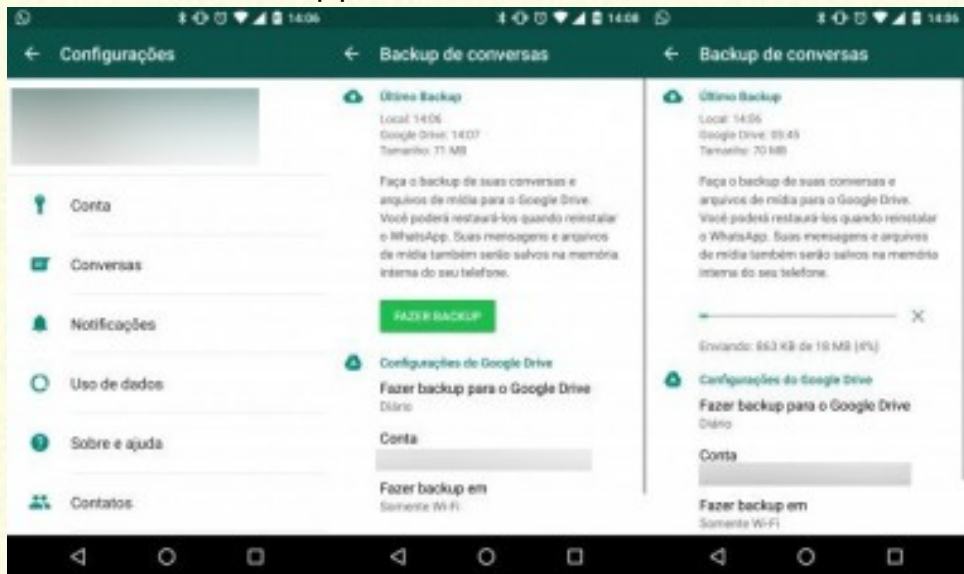 14:06
Configurações
Conta
Conversas
Notificações
Uso de dados
Sobre e ajuda
Contatos
14:08
Backup de conversas
Último Backup
Local: 14:06
Google Drive: 14:07
Tamanho: 71 MB
Faça o backup de suas conversas e
arquivos de mídia para o Google Drive.
Você poderá restaurá-los quando reinstalar
o WhatsApp. Suas mensagens e arquivos
de mídia também serão salvos na memória
interna do seu telefone.
FAZER BACKUP
Configurações do Google Drive
Fazer backup para o Google Drive
Diário
Conta
Fazer backup em
Somente Wi-Fi
14:06
Backup de conversas
Último Backup
Local: 14:06
Google Drive: 05:45
Tamanho: 70 MB
Faça o backup de suas conversas e
arquivos de mídia para o Google Drive.
Você poderá restaurá-los quando reinstalar
o WhatsApp. Suas mensagens e arquivos
de mídia também serão salvos na memória
interna do seu telefone.
Enviando: 863 KB de 18 MB (4%)
Configurações do Google Drive
Fazer backup para o Google Drive
Diário
Conta
Fazer backup em
Somente Wi-Fi